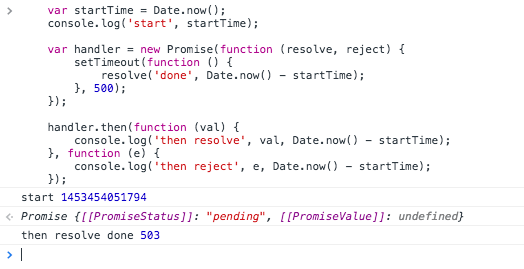 var startTime = Date.now();
console.log('start', startTime);
var handler = new Promise(function (resolve, reject) {
    setTimeout(function () {
        resolve('done', Date.now() - startTime);
    }, 500);
});
handler.then(function (val) {
    console.log('then resolve', val, Date.now() - startTime);
}, function (e) {
    console.log('then reject', e, Date.now() - startTime);
});
start 1453454051794
Promise {[[PromiseStatus]]: "pending", [[PromiseValue]]: undefined}
then resolve done 503